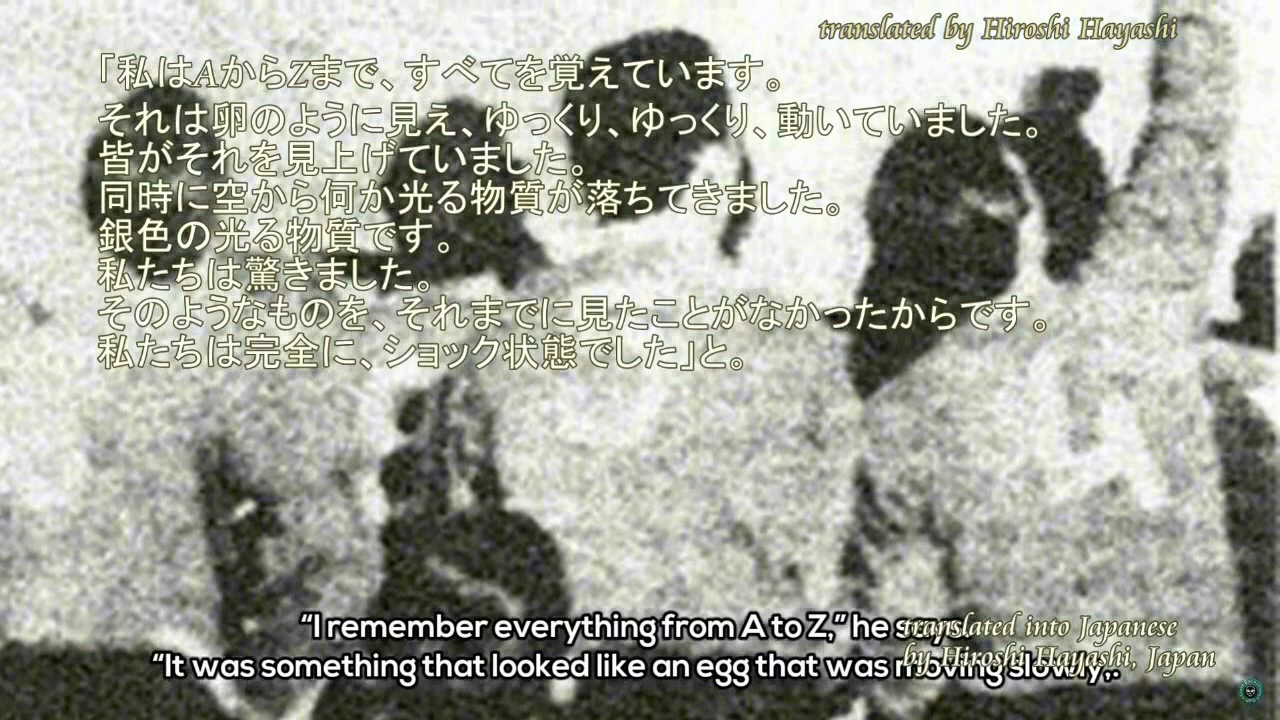 translated by Hiroshi Hayashi
「私はAからZまで、すべてを覚えています。
それは卵のように見え、ゆっくり、ゆっくり、動いていました。
皆がそれを見上げていました。
同時に空から何か光る物質が落ちてきました。
銀色の光る物質です。
私たちは驚きました。
そのようなものを、それまでに見たことがなかったからです。
私たちは完全に、ショック状態でした」と。
“I remember everything from A to Z,” he says.
“It was something that looked like an egg that was moving slowly,.
translated into Japanese
by Hiroshi Hayashi, Japan